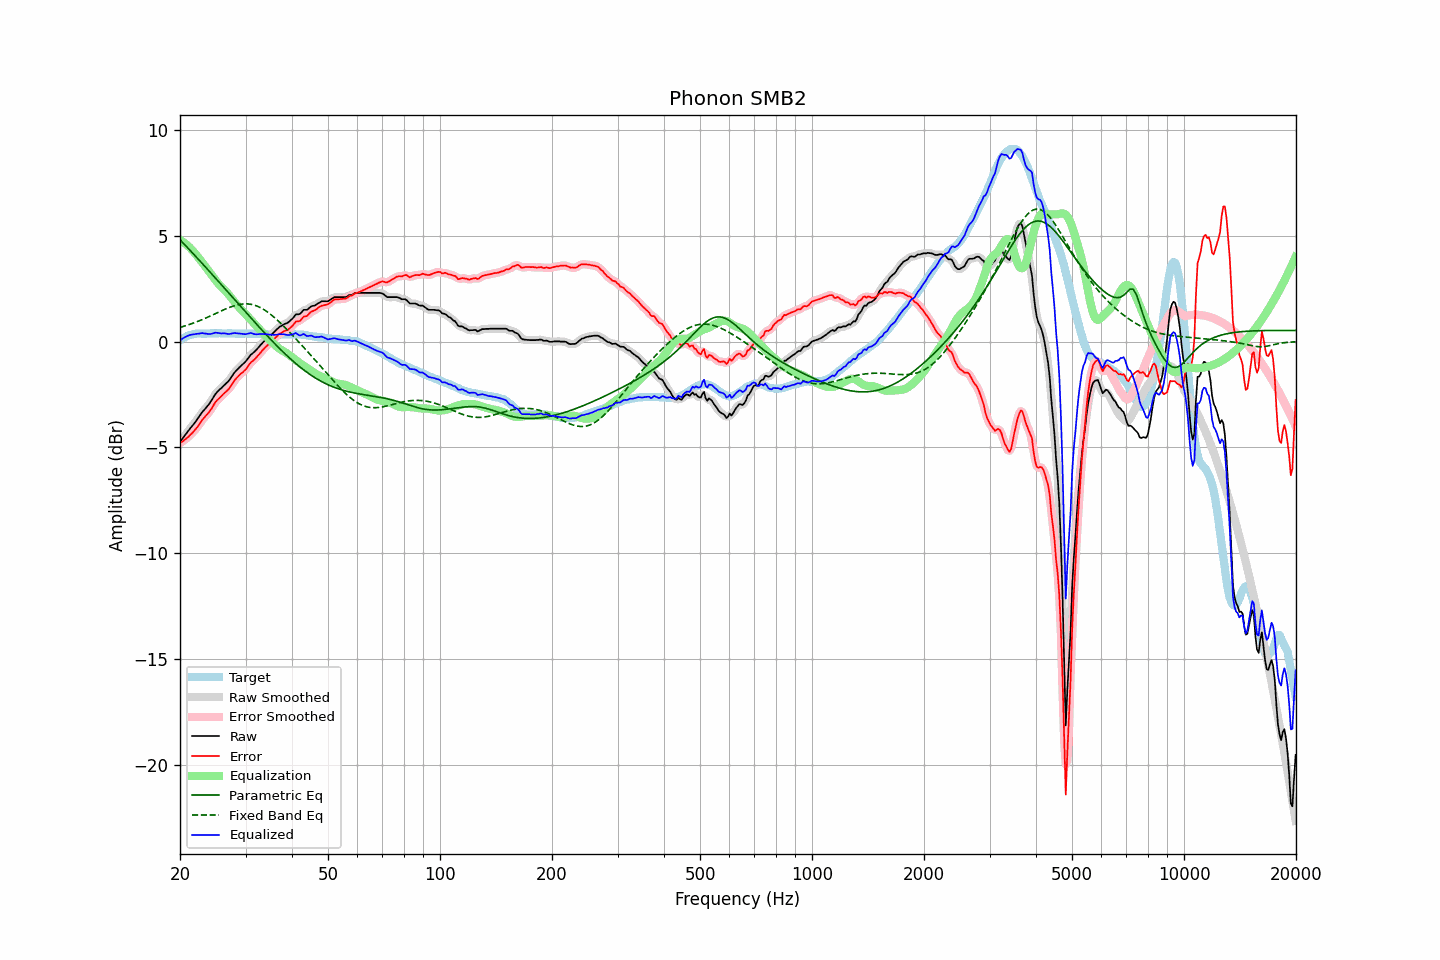 Phonon SMB2
10
5
0
−5
−10
−15
−20
Amplitude (dBr)
Target
Raw Smoothed
Error Smoothed
Raw
Error
Equalization
Parametric Eq
Fixed Band Eq
Equalized
20 50 100 200 500 1000 2000 5000 10000 20000
Frequency (Hz)